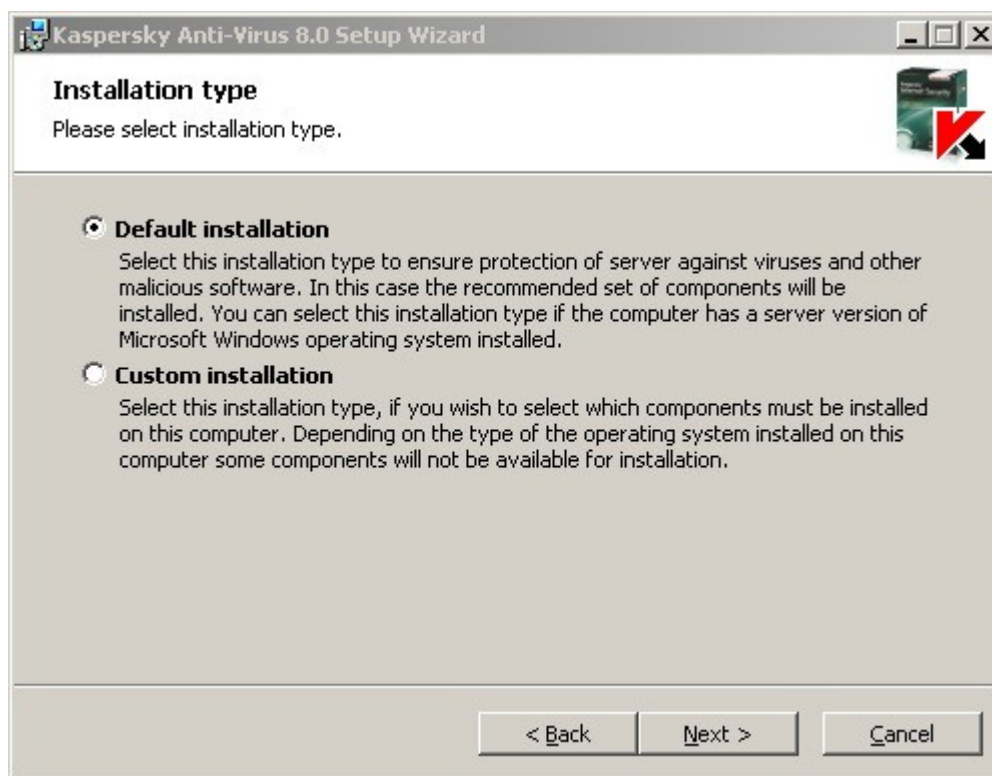 Kaspersky Anti-Virus 8.0 Setup Wizard
Installation type
Please select installation type.
Default installation
Select this installation type to ensure protection of server against viruses and other
malicious software. In this case the recommended set of components will be
installed. You can select this installation type if the computer has a server version of
Microsoft Windows operating system installed.
Custom installation
Select this installation type, if you wish to select which components must be installed
on this computer. Depending on the type of the operating system installed on this
computer some components will not be available for installation.
< Back
Next >
Cancel